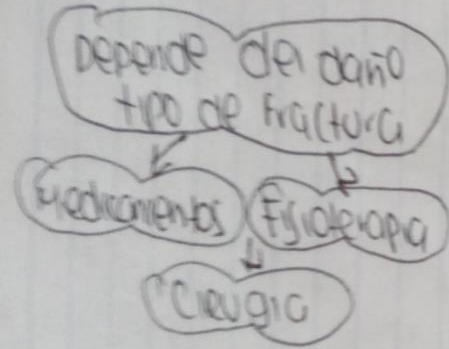 Depende del daño
tipo de fractura
Medicamentos Fisioterapia
Cirugia